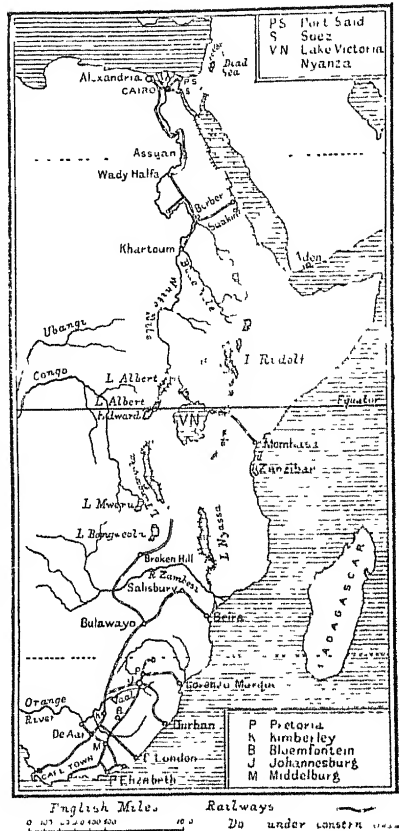 PS Port Said
S Suez
VN Lake Victoria
Nyanza
Dead
Sea
Alexandria
PS
CAIRO
S
Assuan
Wady Halfa
Berber
Suakin
Khartoum
Aden
Blue Nile
White Nile
Ubangi
L Rudolf
Congo
L Albert
Equator
L Albert
Edward
VN
Mombasa
Zanzibar
L Mweru
L Nyassa
L Bangweolo
Broken Hill
R Zambesi
Salisbury
Beira
Bulawayo
MADAGASCAR
P
J
Lorenzo Marquis
Vaal
Orange
River
K
B
Durban
De Aar
M
E London
CAPE TOWN
P Elizabeth
P Pretoria
K Kimberley
B Bloemfontein
J Johannesburg
M Middelburg
English Miles
Railways
Do under constrn